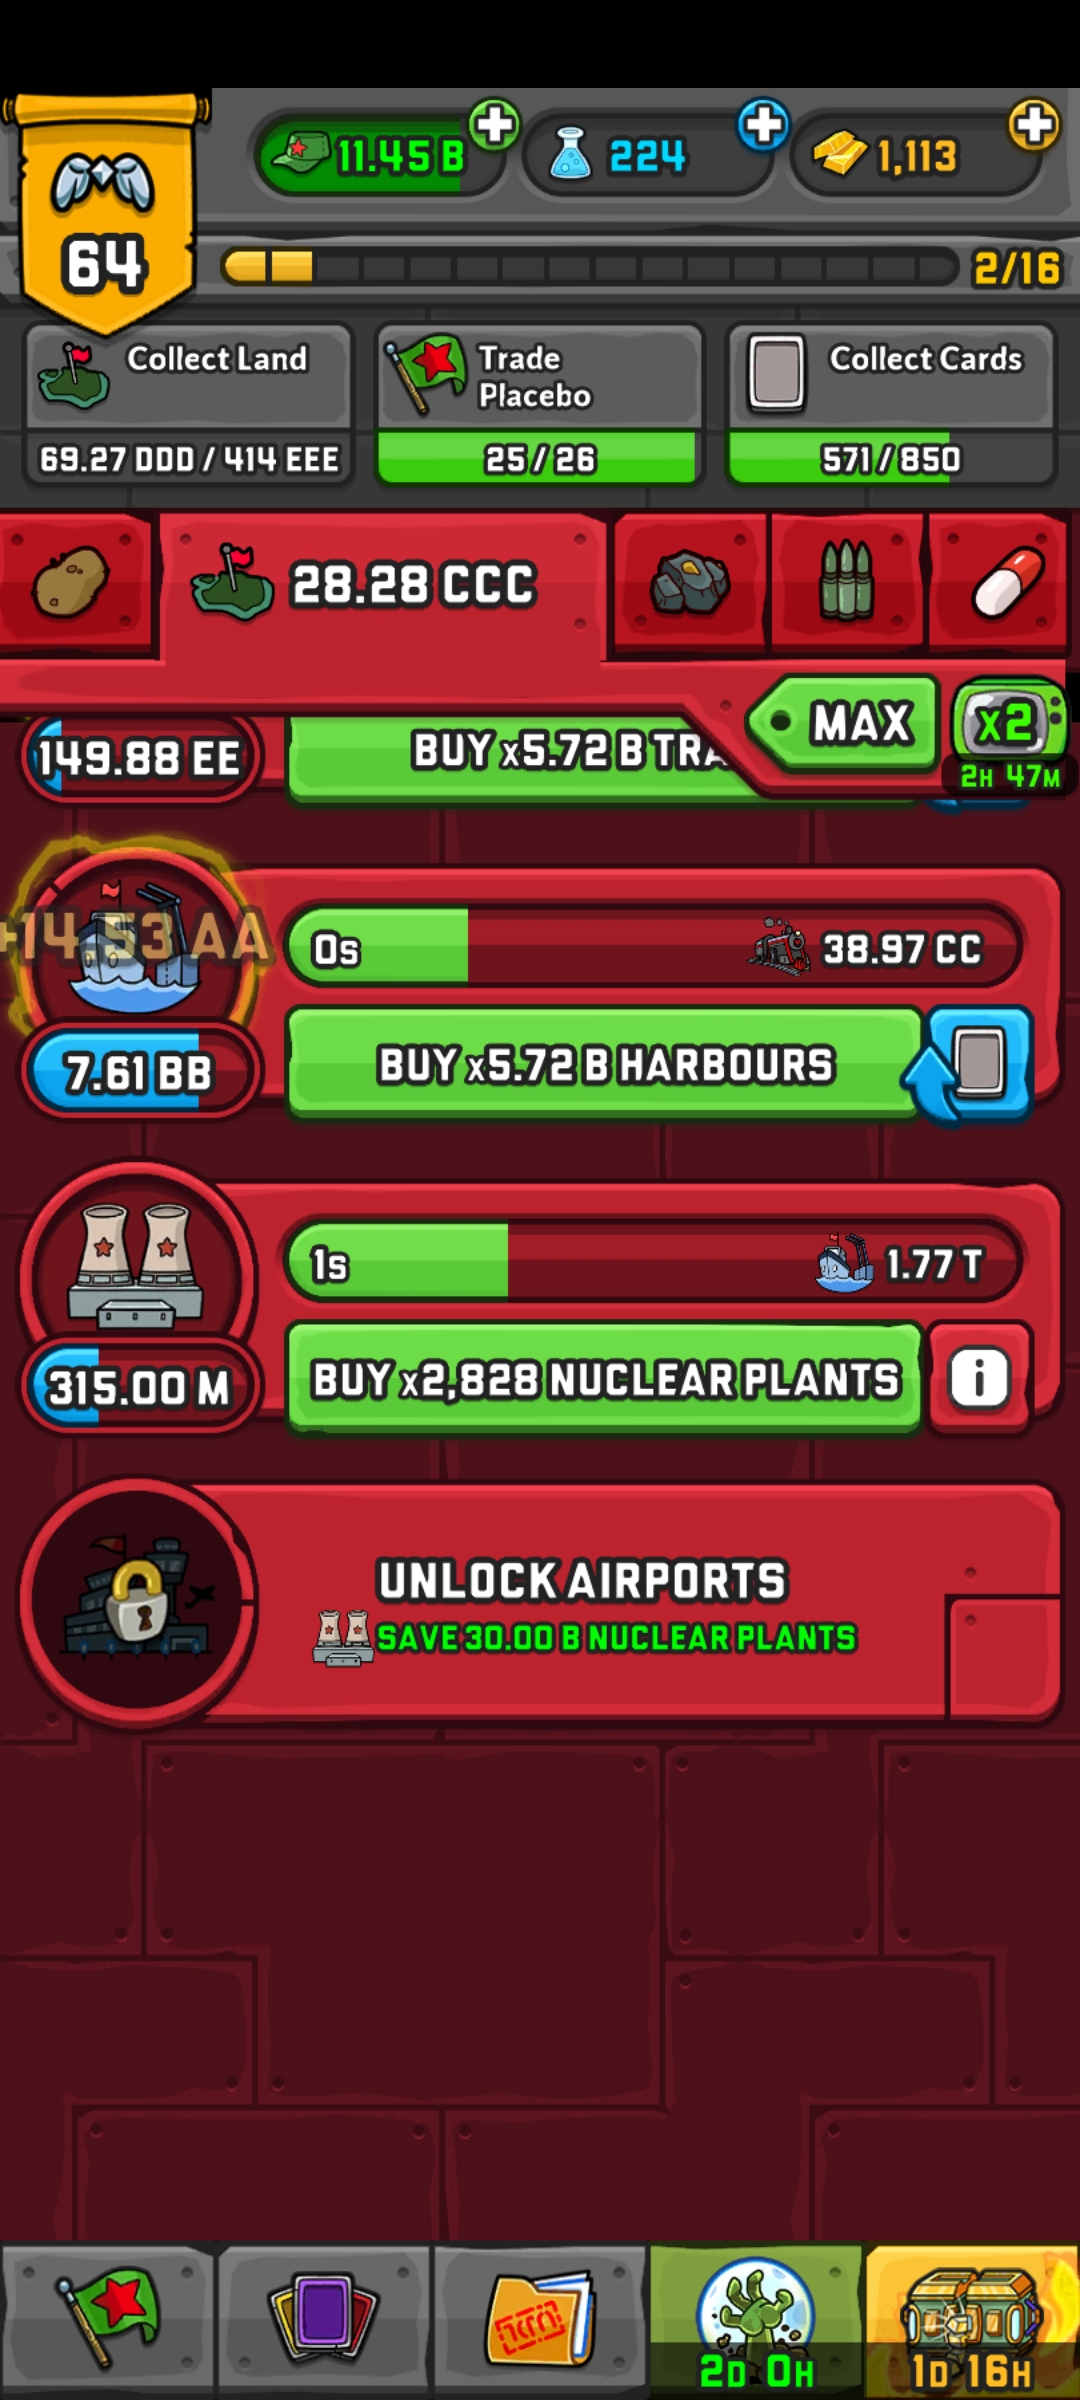 11.45 B
224
1,113
64
2/16
Collect Land
69.27 DDD / 414 EEE
Trade
Placebo
25 / 26
Collect Cards
571 / 850
28.28 CCC
MAX
x2
2H 47M
149.88 EE
BUY x5.72 B
+14.53 AA
0s
38.97 CC
7.61 BB
BUY x5.72 B HARBOURS
1s
1.77 T
315.00 M
BUY x2,828 NUCLEAR PLANTS
i
UNLOCK AIRPORTS
SAVE 30.00 B NUCLEAR PLANTS
2D 0H
1D 16H